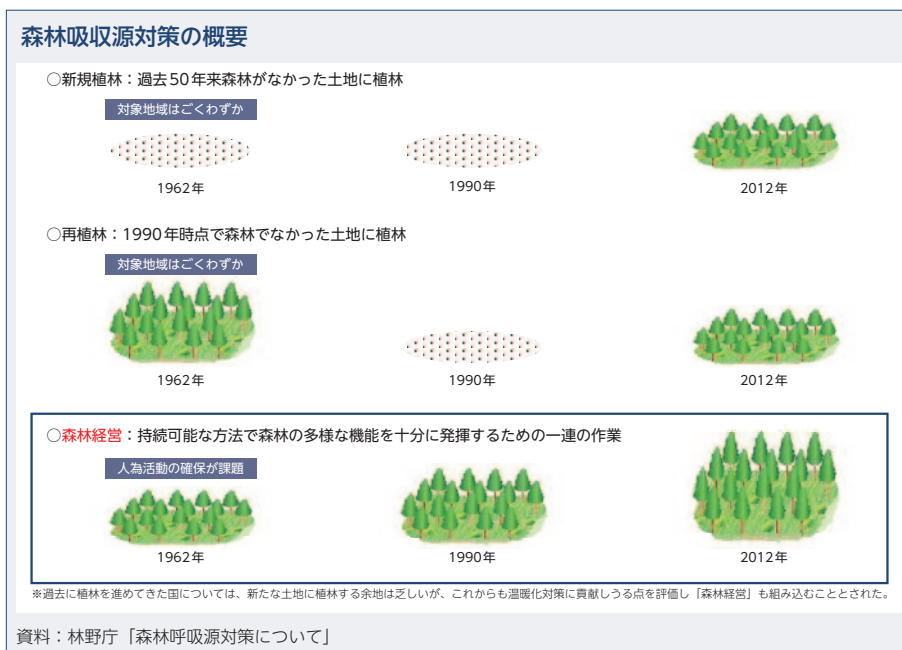 森林吸収源対策の概要
○新規植林：過去50年来森林がなかった土地に植林
対象地域はごくわずか
1962年
1990年
2012年
○再植林：1990年時点で森林でなかった土地に植林
対象地域はごくわずか
1962年
1990年
2012年
○森林経営：持続可能な方法で森林の多様な機能を十分に発揮するための一連の作業
人為活動の確保が課題
1962年
1990年
2012年
※過去に植林を進めてきた国については、新たな土地に植林する余地は乏しいが、これからも温暖化対策に貢献しうる点を評価し「森林経営」も組み込むこととされた。
資料：林野庁「森林呼吸源対策について」